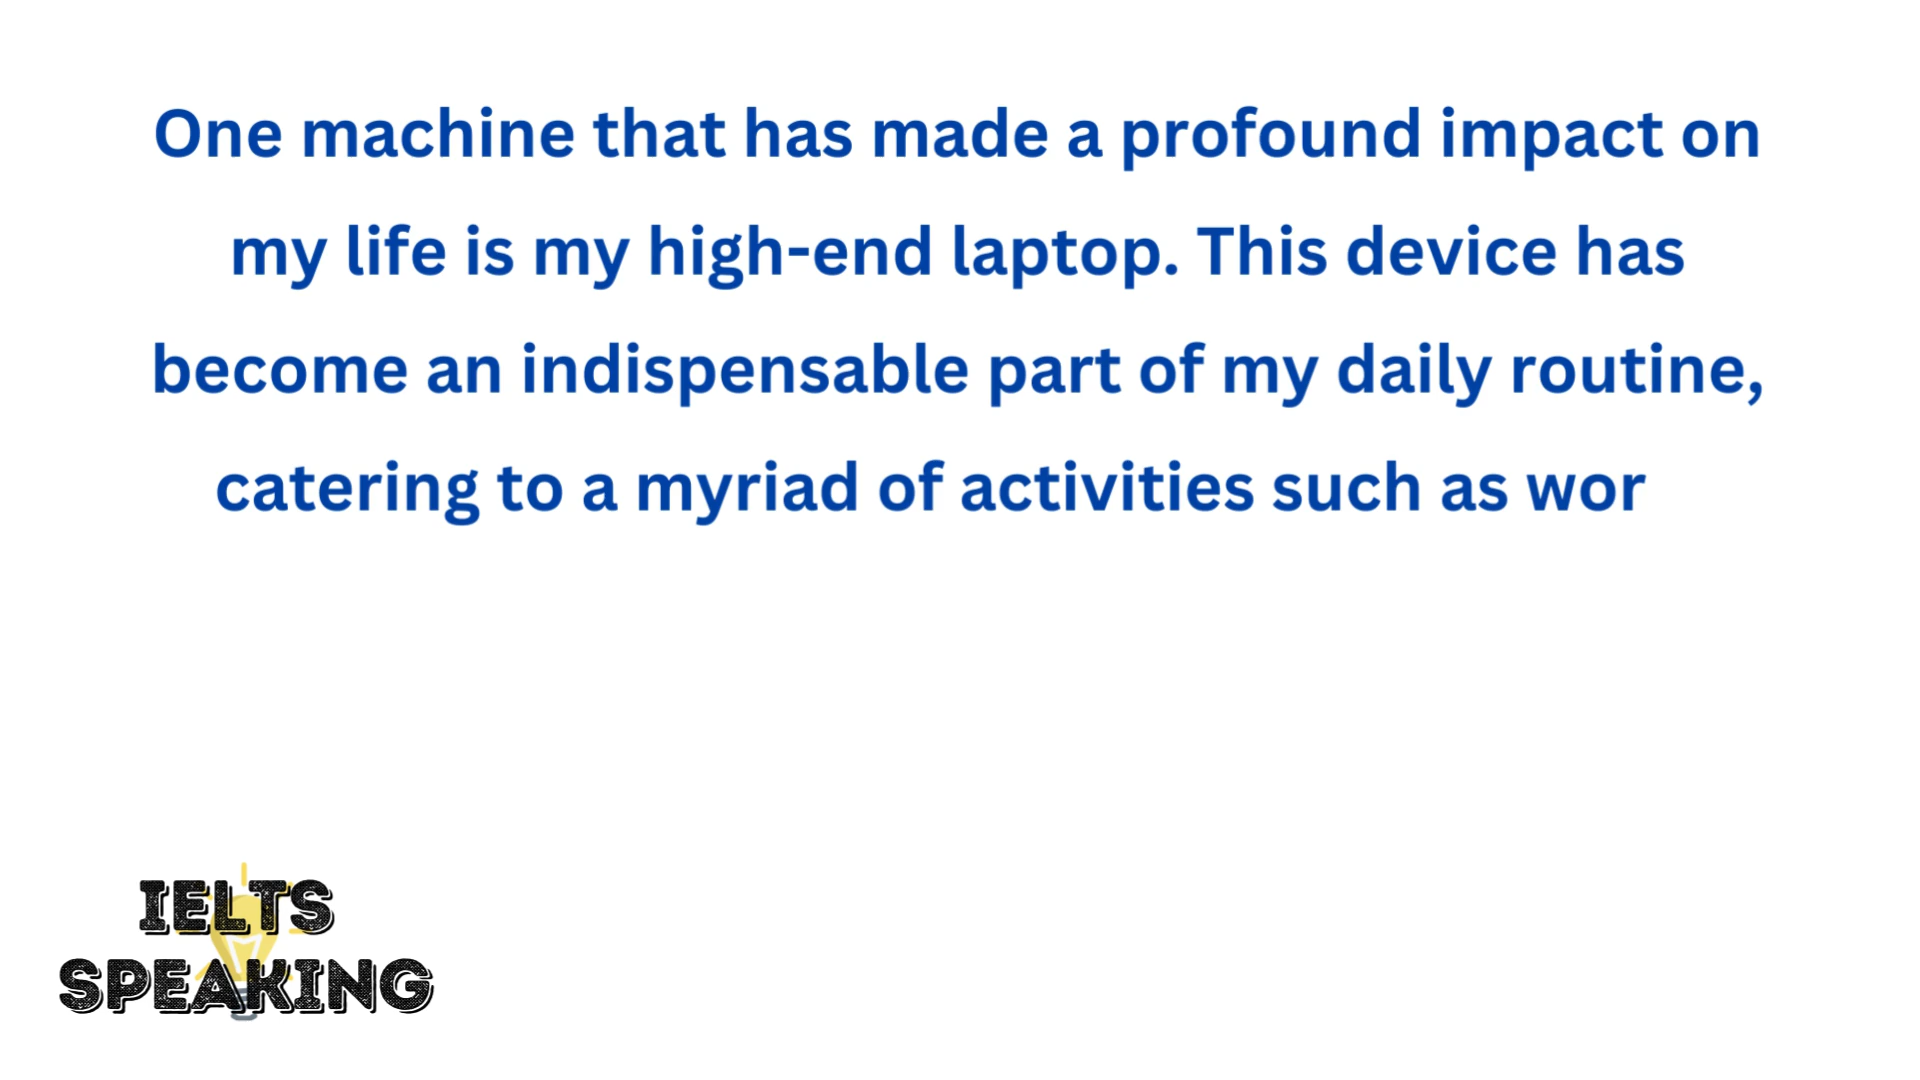 One machine that has made a profound impact on
my life is my high-end laptop. This device has
become an indispensable part of my daily routine,
catering to a myriad of activities such as wor
IELTS
SPEAKING